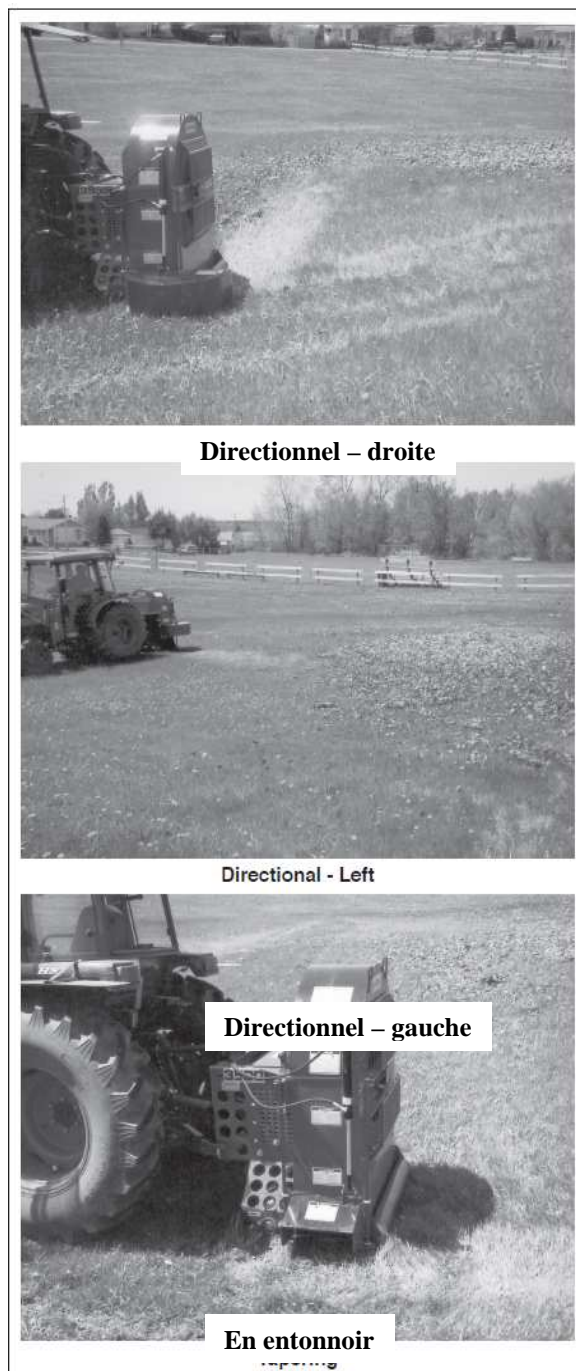 Directionnel – droite
Directional - Left
Directionnel – gauche
En entonnoir